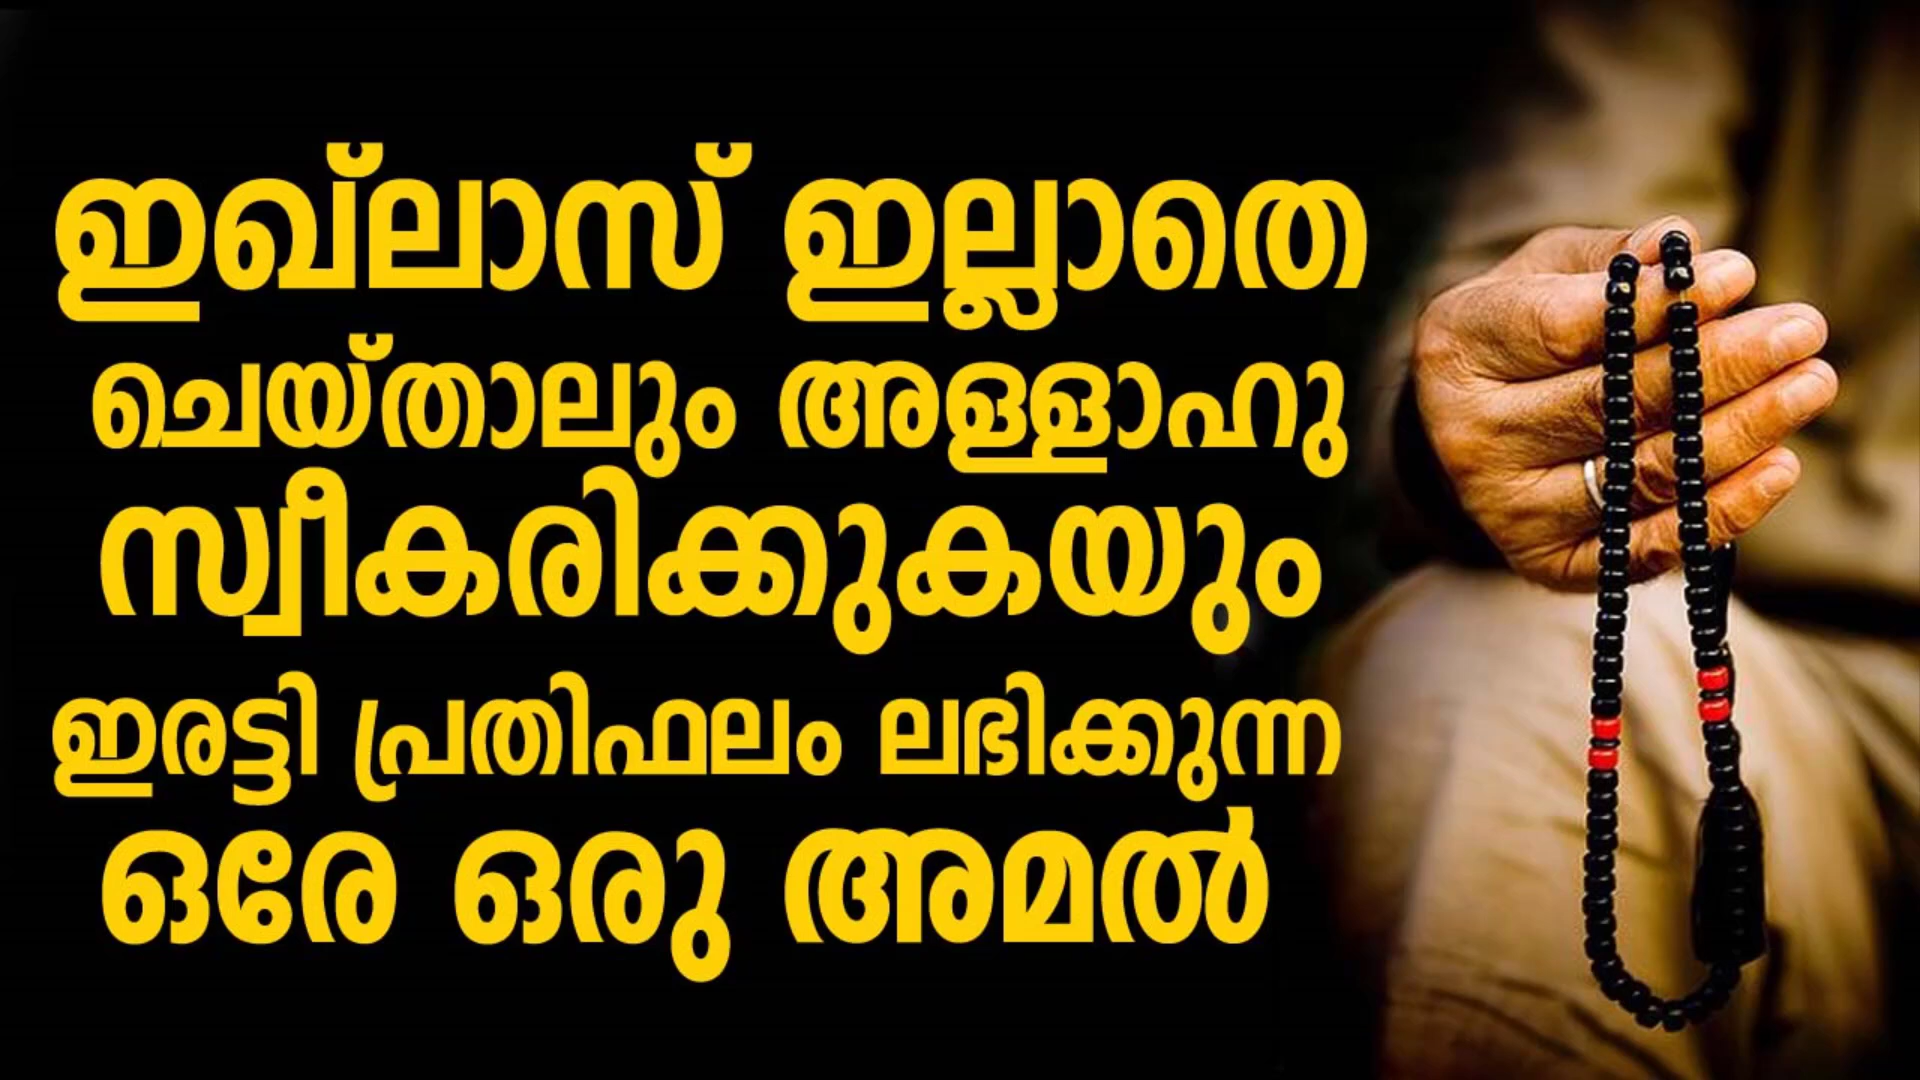 ഇഖ്ലാസ് ഇല്ലാതെ
ചെയ്താലും അള്ളാഹു
സ്വീകരിക്കുകയും
ഇരട്ടി പ്രതിഫലം ലഭിക്കുന്ന
ഒരേ ഒരു അമൽ